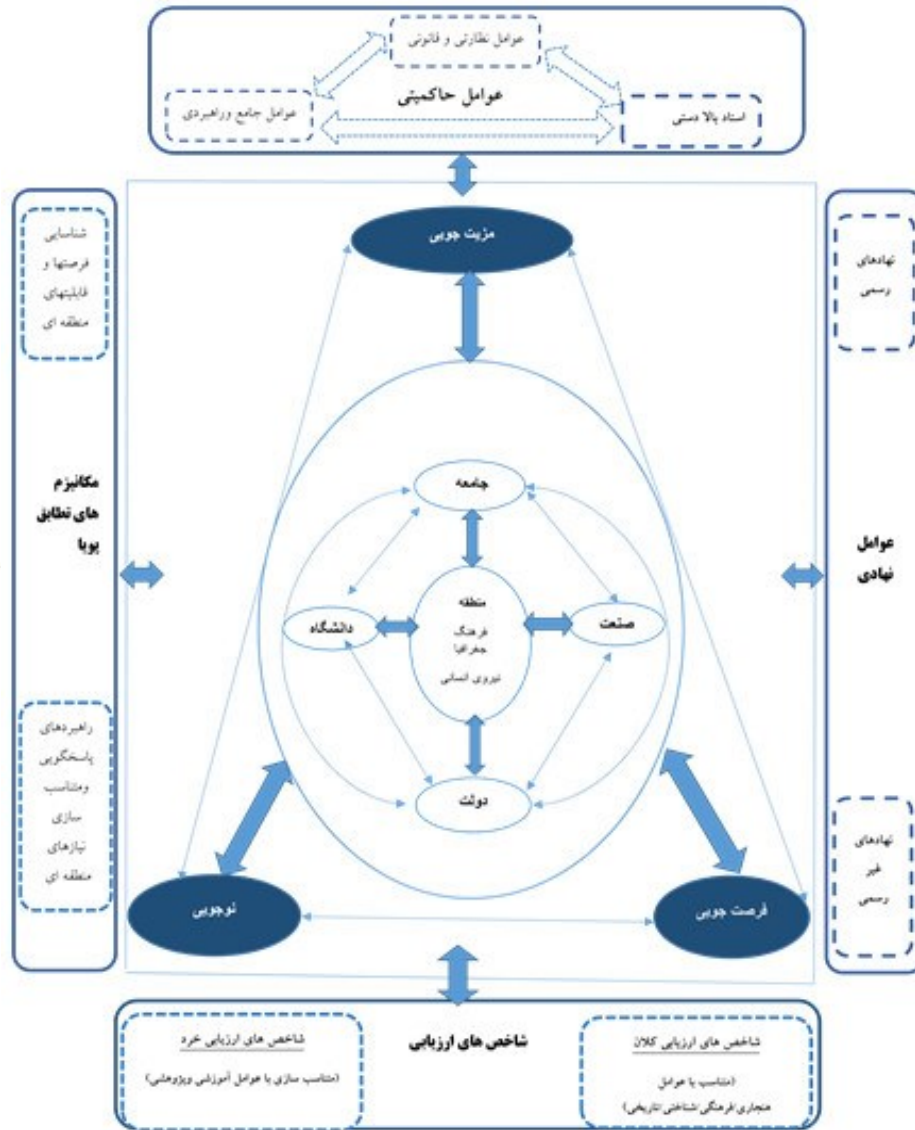 عوامل نظارتی و قانونی
عوامل حاکمیتی
اسناد بالا دستی
عوامل جامع وراهبردی
مزیت جویی
نهادهای
رسمی
عوامل
نهادی
نهادهای
غیر
رسمی
شناسایی
فرصتها و
قابلیتهای
منطقه ای
مکانیزم
های تطابق
پویا
راهبردهای
پاسخگویی
ومتناسب
سازی
نیازهای
منطقه ای
جامعه
صنعت
منطقه
فرهنگ
جغرافیا
نیروی انسانی
دانشگاه
دولت
فرصت جویی
نوجویی
شاخص های ارزیابی
شاخص های ارزیابی کلان
(متناسب با عوامل
هنجاری/فرهنگی/شناختی/تاریخی)
شاخص های ارزیابی خرد
(متناسب سازی با عوامل آموزشی وپژوهشی)